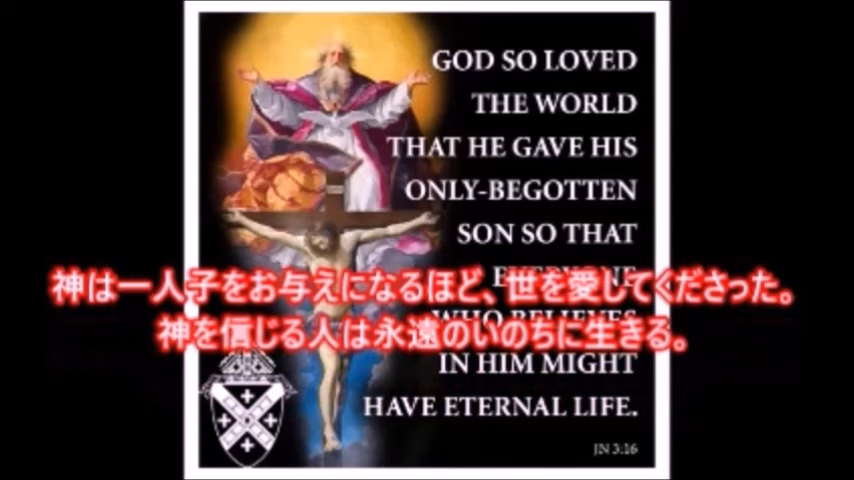 GOD SO LOVED
THE WORLD
THAT HE GAVE HIS
ONLY-BEGOTTEN
SON SO THAT
EVERYONE
神は一人子をお与えになるほど、世を愛してくださった。
WHO BELIEVES
神を信じる人は永遠のいのちに生きる。
IN HIM MIGHT
HAVE ETERNAL LIFE.
JN 3:16